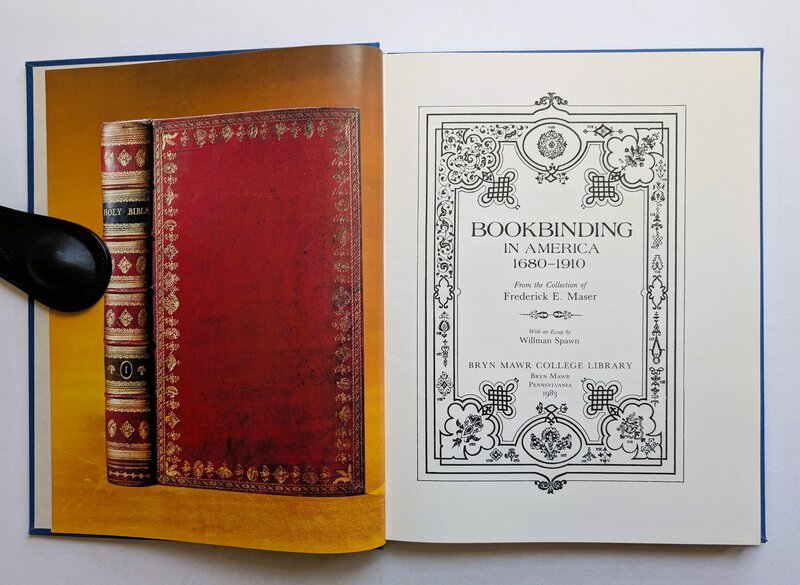 HOLY BIBLE
1
BOOKBINDING
IN AMERICA
1680–1910
From the Collection of
Frederick E. Maser
With an Essay by
Willman Spawn
BRYN MAWR COLLEGE LIBRARY
BRYN MAWR
PENNSYLVANIA
1983